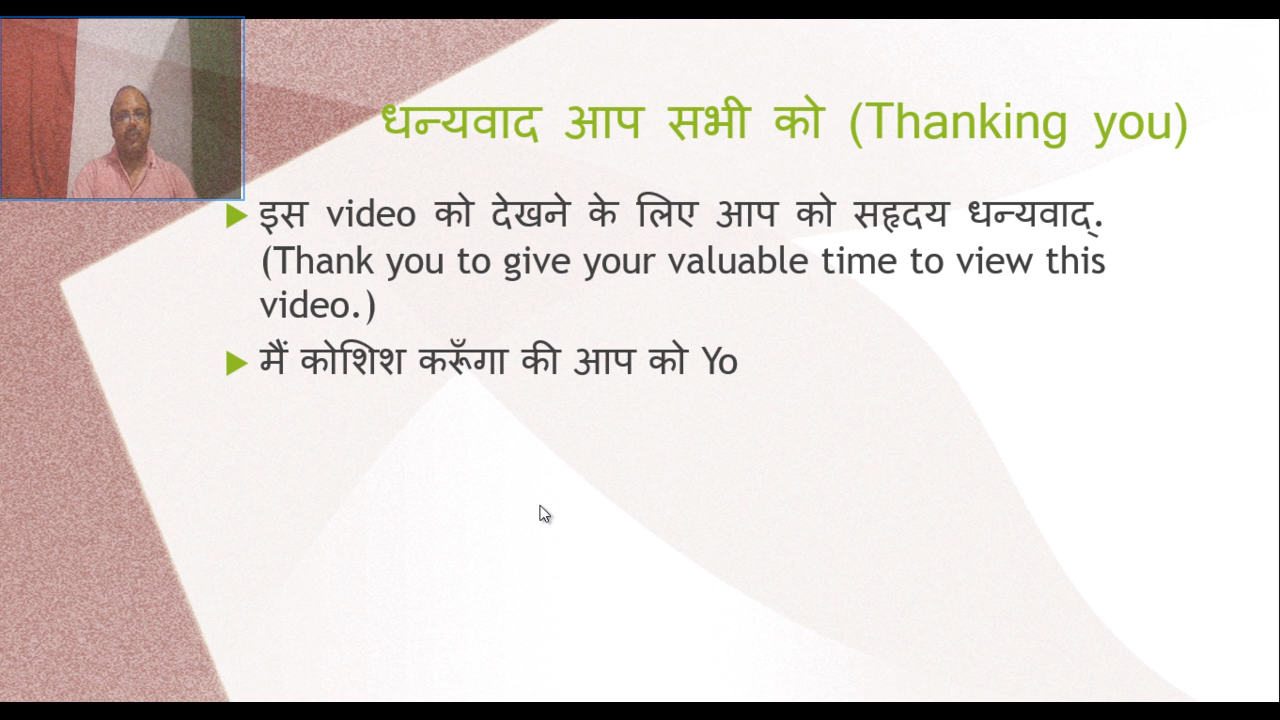 धन्यवाद आप सभी को (Thanking you)
इस video को देखने के लिए आप को सहृदय धन्यवाद्.
(Thank you to give your valuable time to view this
video.)
मैं कोशिश करूँगा की आप को Yo